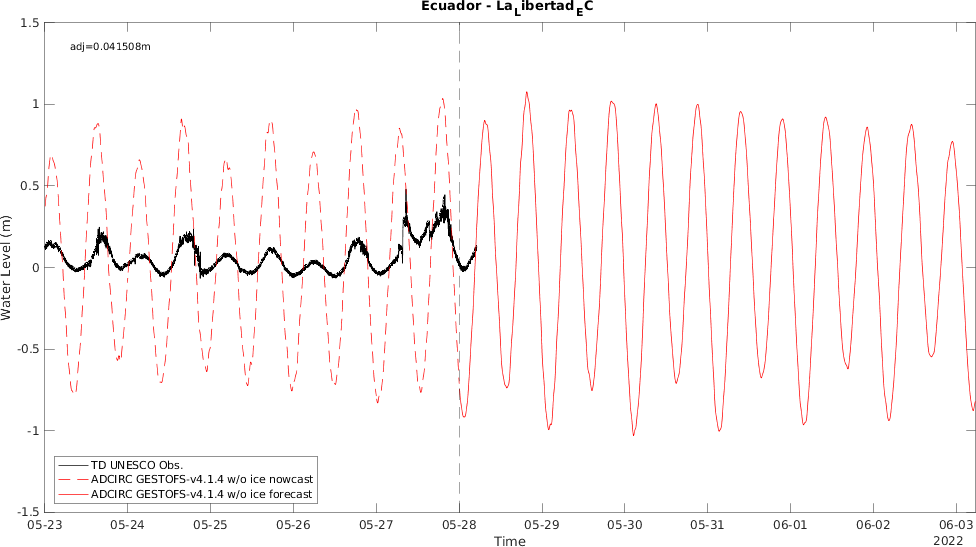 Ecuador - LaLibertadEC
1.5
adj=0.041508m
1
0.5
0
-0.5
-1
-1.5
Water Level (m)
TD UNESCO Obs.
ADCIRC GESTOFS-v4.1.4 w/o ice nowcast
ADCIRC GESTOFS-v4.1.4 w/o ice forecast
05-23 05-24 05-25 05-26 05-27 05-28 05-29 05-30 05-31 06-01 06-02 06-03
Time 2022